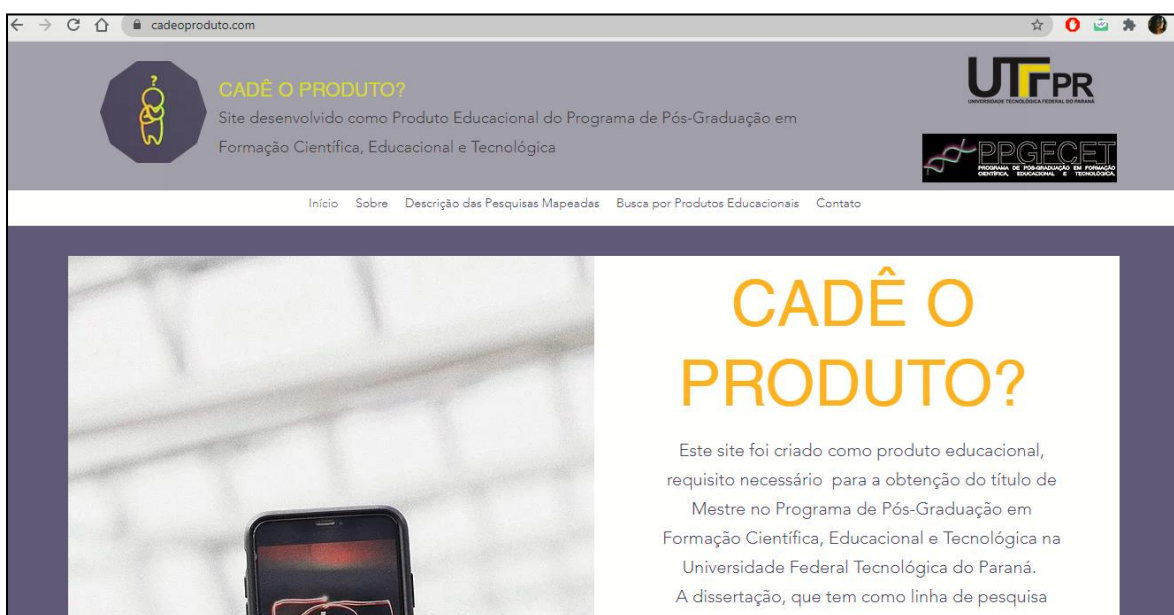 cadeoproduto.com
CADÊ O PRODUTO?
Site desenvolvido como Produto Educacional do Programa de Pós-Graduação em
Formação Científica, Educacional e Tecnológica
UTFPR
UNIVERSIDADE TECNOLÓGICA FEDERAL DO PARANÁ
PPGFCET
PROGRAMA DE PÓS-GRADUAÇÃO EM FORMAÇÃO
CIENTÍFICA, EDUCACIONAL E TECNOLÓGICA.
Início Sobre Descrição das Pesquisas Mapeadas Busca por Produtos Educacionais Contato
CADÊ O
PRODUTO?
Este site foi criado como produto educacional,
requisito necessário para a obtenção do título de
Mestre no Programa de Pós-Graduação em
Formação Científica, Educacional e Tecnológica na
Universidade Federal Tecnológica do Paraná.
A dissertação, que tem como linha de pesquisa